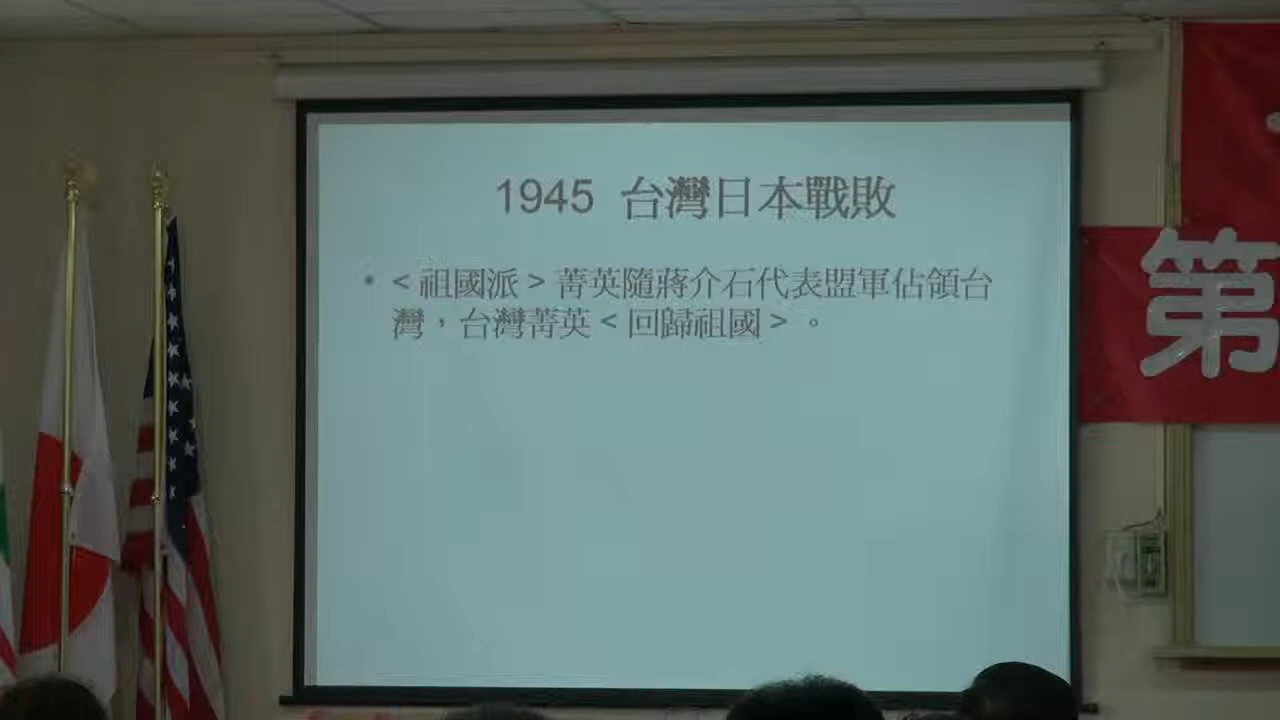 1945 台灣日本戰敗
• < 祖國派 > 菁英隨蔣介石代表盟軍佔領台
灣，台灣菁英 < 回歸祖國 > 。
第